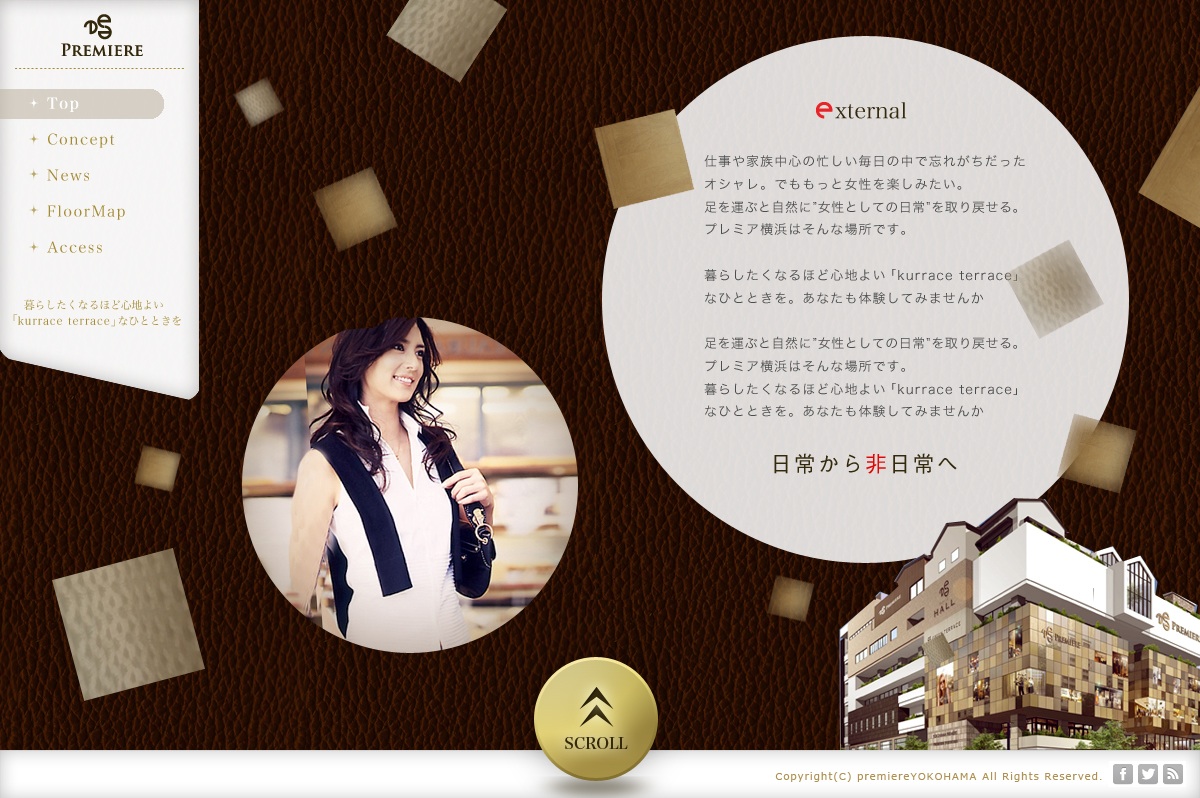 PREMIERE
Top
Concept
News
FloorMap
Access
暮らしたくなるほど心地よい
「kurrace terrace」なひとときを
external
仕事や家族中心の忙しい毎日の中で忘れがちだった
オシャレ。でももっと女性を楽しみたい。
足を運ぶと自然に”女性としての日常”を取り戻せる。
プレミア横浜はそんな場所です。
暮らしたくなるほど心地よい「kurrace terrace」
なひとときを。あなたも体験してみませんか
足を運ぶと自然に”女性としての日常”を取り戻せる。
プレミア横浜はそんな場所です。
暮らしたくなるほど心地よい「kurrace terrace」
なひとときを。あなたも体験してみませんか
日常から非日常へ
HALL
PREMIERE
PREMIERE
SCROLL
Copyright(C) premiereYOKOHAMA All Rights Reserved.